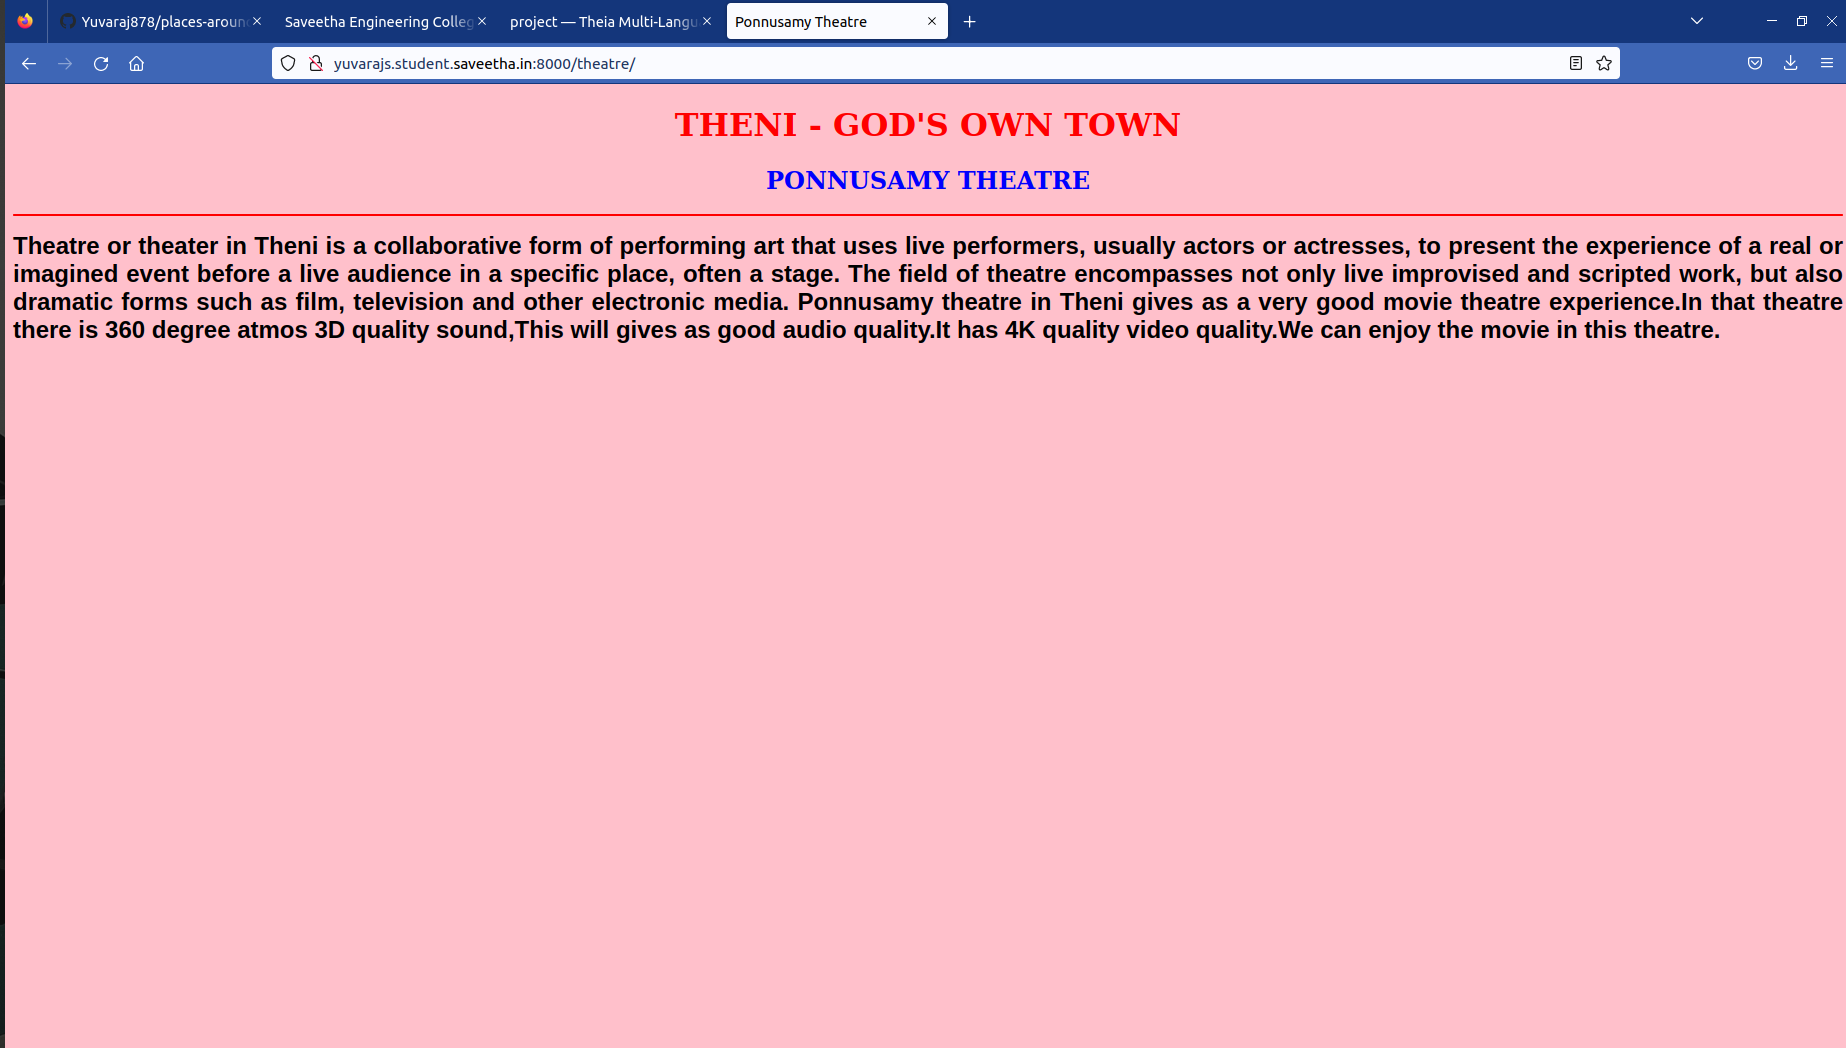 Yuvaraj878/places-aroun
Saveetha Engineering Colleg
project — Theia Multi-Langu
Ponnusamy Theatre
yuvarajs.student.saveetha.in:8000/theatre/
THENI - GOD'S OWN TOWN
PONNUSAMY THEATRE
Theatre or theater in Theni is a collaborative form of performing art that uses live performers, usually actors or actresses, to present the experience of a real or
imagined event before a live audience in a specific place, often a stage. The field of theatre encompasses not only live improvised and scripted work, but also
dramatic forms such as film, television and other electronic media. Ponnusamy theatre in Theni gives as a very good movie theatre experience.In that theatre
there is 360 degree atmos 3D quality sound,This will gives as good audio quality.It has 4K quality video quality.We can enjoy the movie in this theatre.